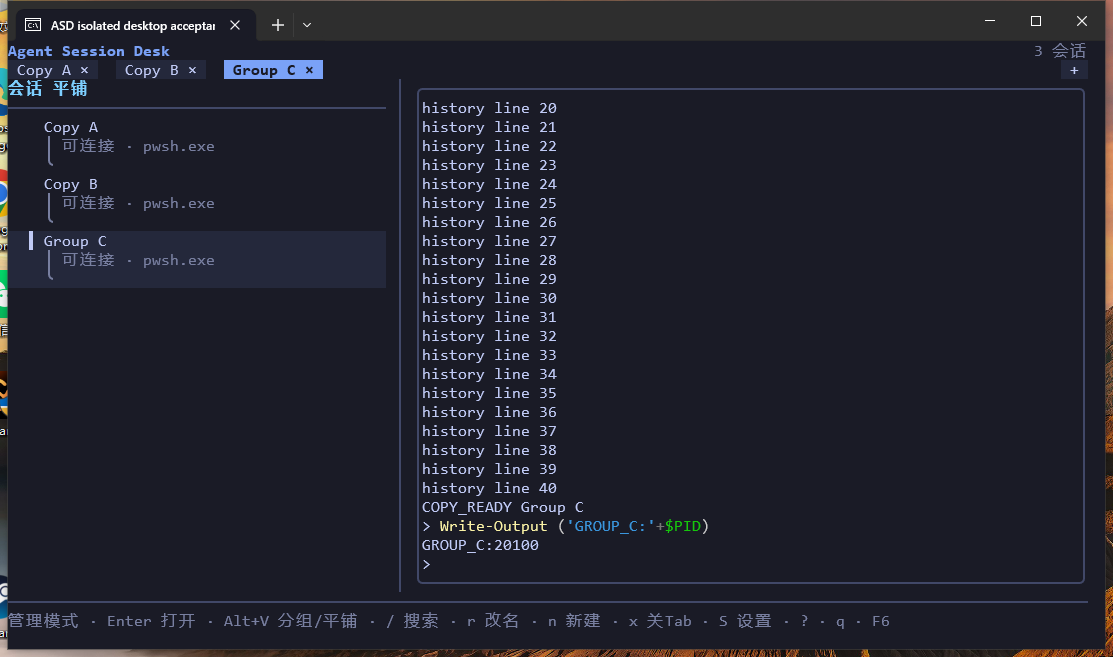 ASD isolated desktop acceptar
Agent Session Desk
3 会话
Copy A × Copy B × Group C × +
会话 平铺
Copy A
可连接 · pwsh.exe
Copy B
可连接 · pwsh.exe
Group C
可连接 · pwsh.exe
history line 20
history line 21
history line 22
history line 23
history line 24
history line 25
history line 26
history line 27
history line 28
history line 29
history line 30
history line 31
history line 32
history line 33
history line 34
history line 35
history line 36
history line 37
history line 38
history line 39
history line 40
COPY_READY Group C
> Write-Output ('GROUP_C:'+$PID)
GROUP_C:20100
>
管理模式 · Enter 打开 · Alt+V 分组/平铺 · / 搜索 · r 改名 · n 新建 · x 关Tab · S 设置 · ? · q · F6